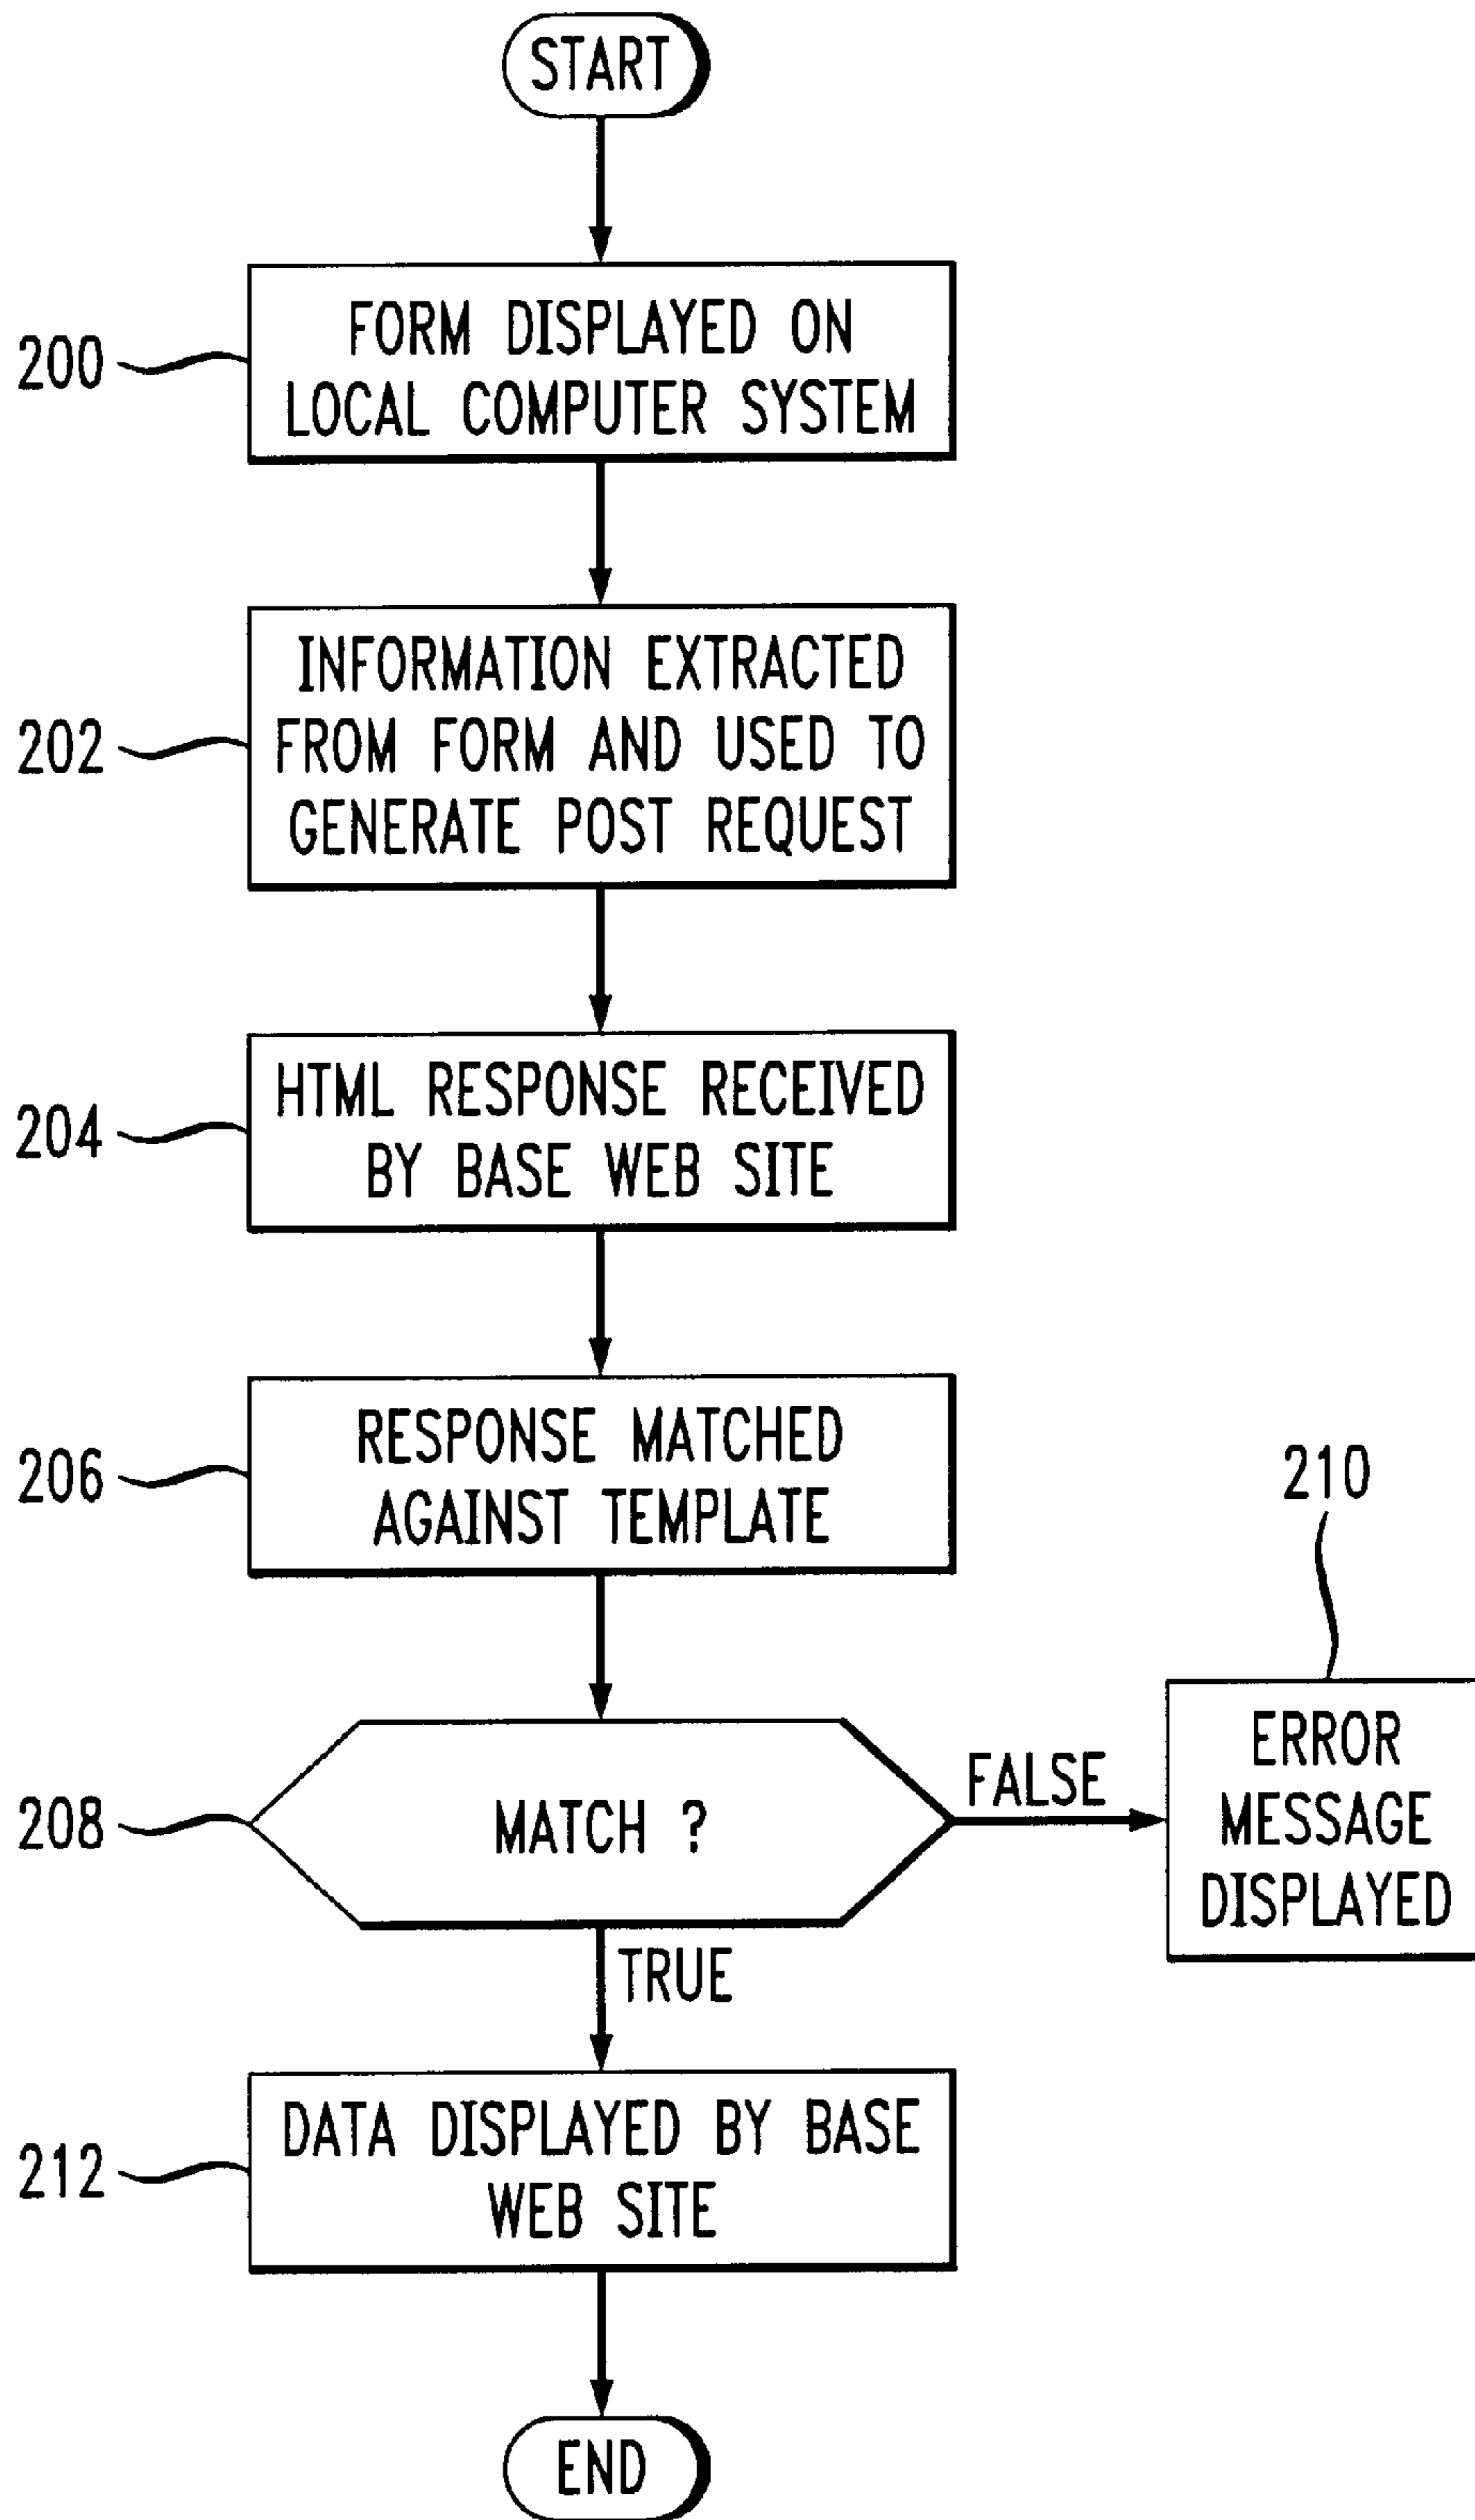 START
200
FORM DISPLAYED ON
LOCAL COMPUTER SYSTEM
202
INFORMATION EXTRACTED
FROM FORM AND USED TO
GENERATE POST REQUEST
204
HTML RESPONSE RECEIVED
BY BASE WEB SITE
206
RESPONSE MATCHED
AGAINST TEMPLATE
208
MATCH ?
FALSE
210
ERROR
MESSAGE
DISPLAYED
TRUE
212
DATA DISPLAYED BY BASE
WEB SITE
END